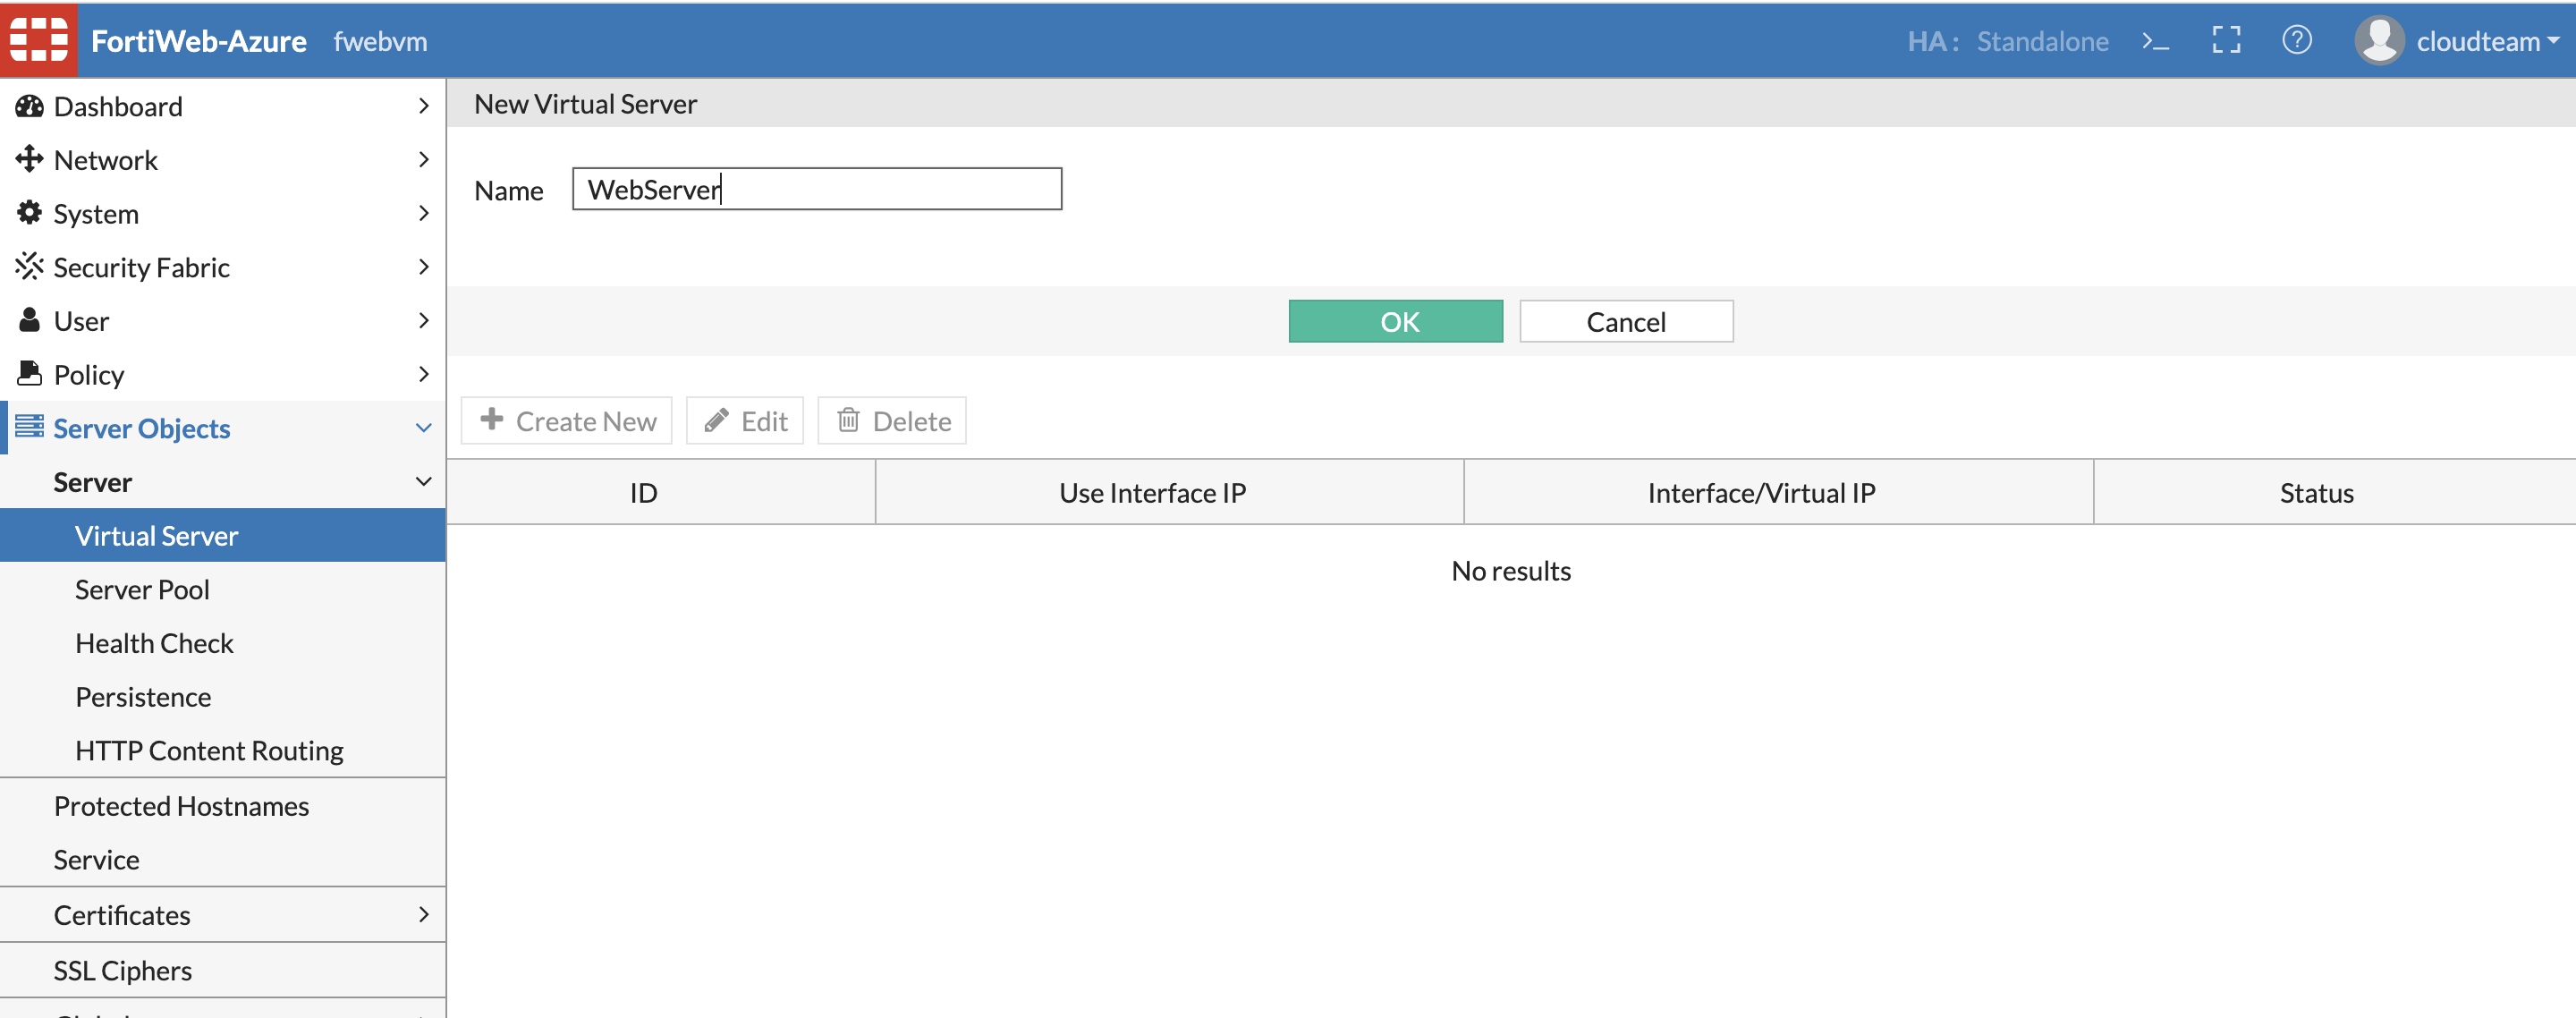 FortiWeb-Azure fwebvm HA: Standalone cloudteam
Dashboard
Network
System
Security Fabric
User
Policy
Server Objects
Server
Virtual Server
Server Pool
Health Check
Persistence
HTTP Content Routing
Protected Hostnames
Service
Certificates
SSL Ciphers
New Virtual Server
Name WebServer
OK Cancel
Create New Edit Delete
ID Use Interface IP Interface/Virtual IP Status
No results